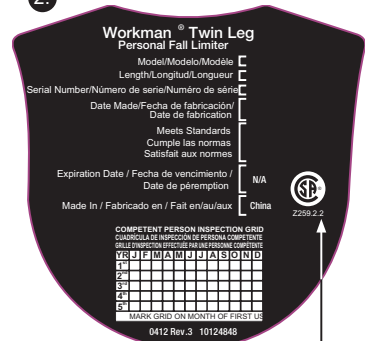 2.
Workman ® Twin Leg
Personal Fall Limiter
Model/Modelo/Modèle
Length/Longitud/Longueur
Serial Number/Número de serie/Numéro de série
Date Made/Fecha de fabricación/
Date de fabrication
Meets Standards
Cumple las normas
Satisfait aux normes
Expiration Date / Fecha de vencimiento /
Date de péremption
N/A
Made In / Fabricado en / Fait en/au/aux
China
SA ®
Z259.2.2
COMPETENT PERSON INSPECTION GRID
CUADRÍCULA DE INSPECCIÓN DE PERSONA COMPETENTE
GRILLE D'INSPECTION EFFECTUÉE PAR UNE PERSONNE COMPÉTENTE
YR J F M A M J J A S O N D
1st
2nd
3rd
4th
5th
MARK GRID ON MONTH OF FIRST US
0412 Rev.3 10124848